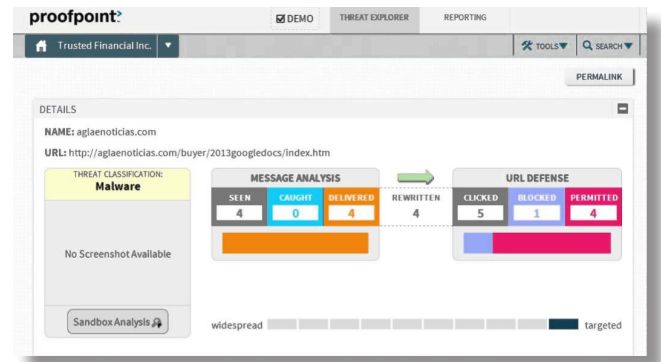 proofpoint
DEMO
THREAT EXPLORER
REPORTING
Trusted Financial Inc.
TOOLS
SEARCH
PERMALINK
DETAILS
NAME: aglaenoticias.com
URL: http://aglaenoticias.com/buyer/2013googledocs/index.htm
THREAT CLASSIFICATION:
Malware
No Screenshot Available
Sandbox Analysis
MESSAGE ANALYSIS
SEEN CAUGHT DELIVERED
4 0 4
REWRITTEN
4
URL DEFENSE
CLICKED BLOCKED PERMITTED
5 1 4
widespread targeted